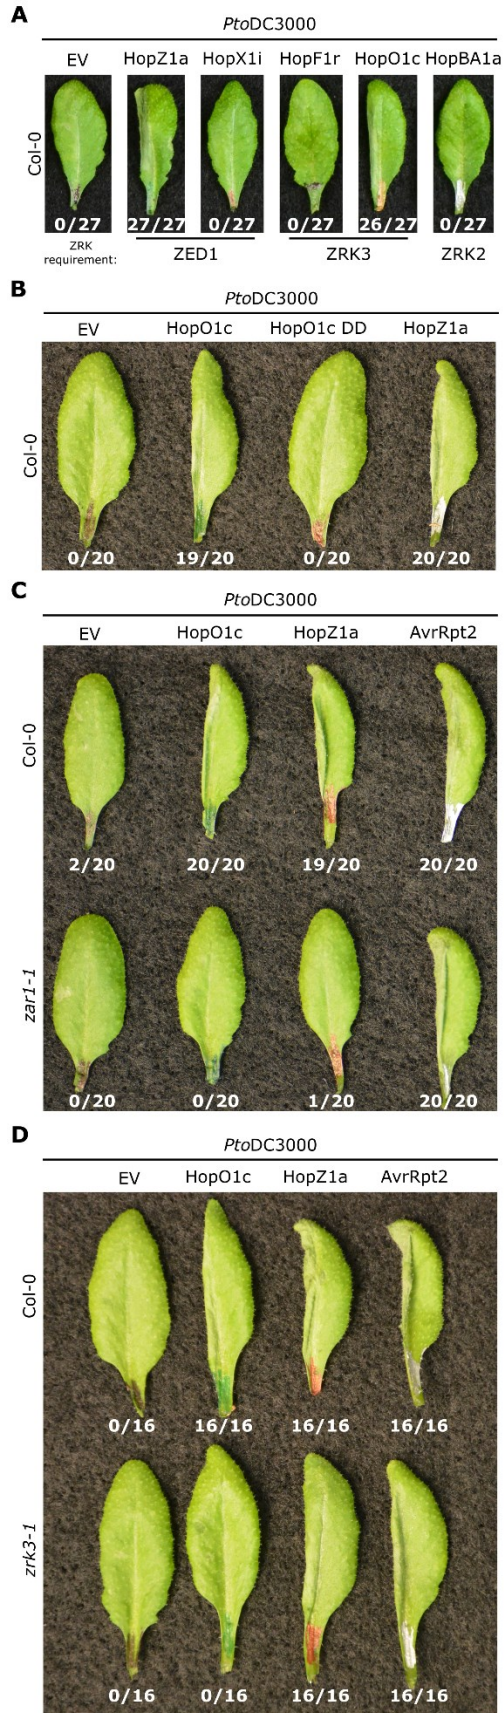 A
PtoDC3000
EV HopZ1a HopX1i HopF1r HopO1c HopBA1a
Col-0
0/27 27/27 0/27 0/27 26/27 0/27
ZRK
requirement:
ZED1 ZRK3 ZRK2
B
PtoDC3000
EV HopO1c HopO1c DD HopZ1a
Col-0
0/20 19/20 0/20 20/20
C
PtoDC3000
EV HopO1c HopZ1a AvrRpt2
Col-0
2/20 20/20 19/20 20/20
zar1-1
0/20 0/20 1/20 20/20
D
PtoDC3000
EV HopO1c HopZ1a AvrRpt2
Col-0
0/16 16/16 16/16 16/16
zrk3-1
0/16 0/16 16/16 16/16